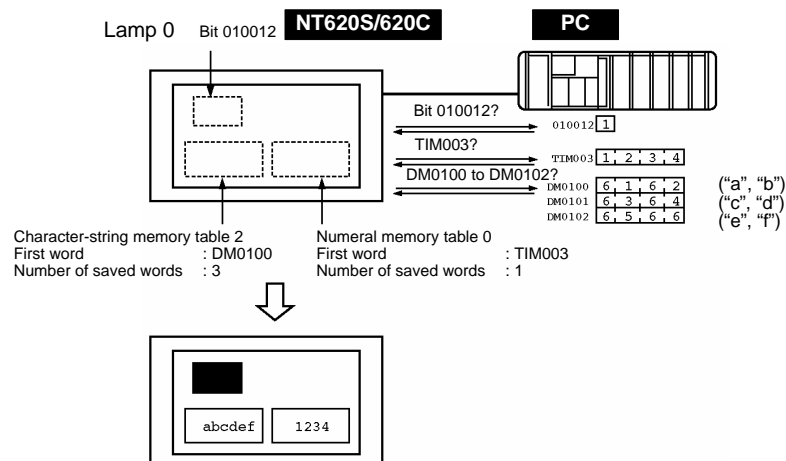 Lamp 0 Bit 010012 NT620S/620C PC
Bit 010012?
010012 1
TIM003?
TIM003 1 2 3 4
DM0100 to DM0102?
DM0100 6 1 6 2 (“a”, “b”)
DM0101 6 3 6 4 (“c”, “d”)
DM0102 6 5 6 6 (“e”, “f”)
Character-string memory table 2
First word : DM0100
Number of saved words : 3
Numeral memory table 0
First word : TIM003
Number of saved words : 1
abcdef 1234